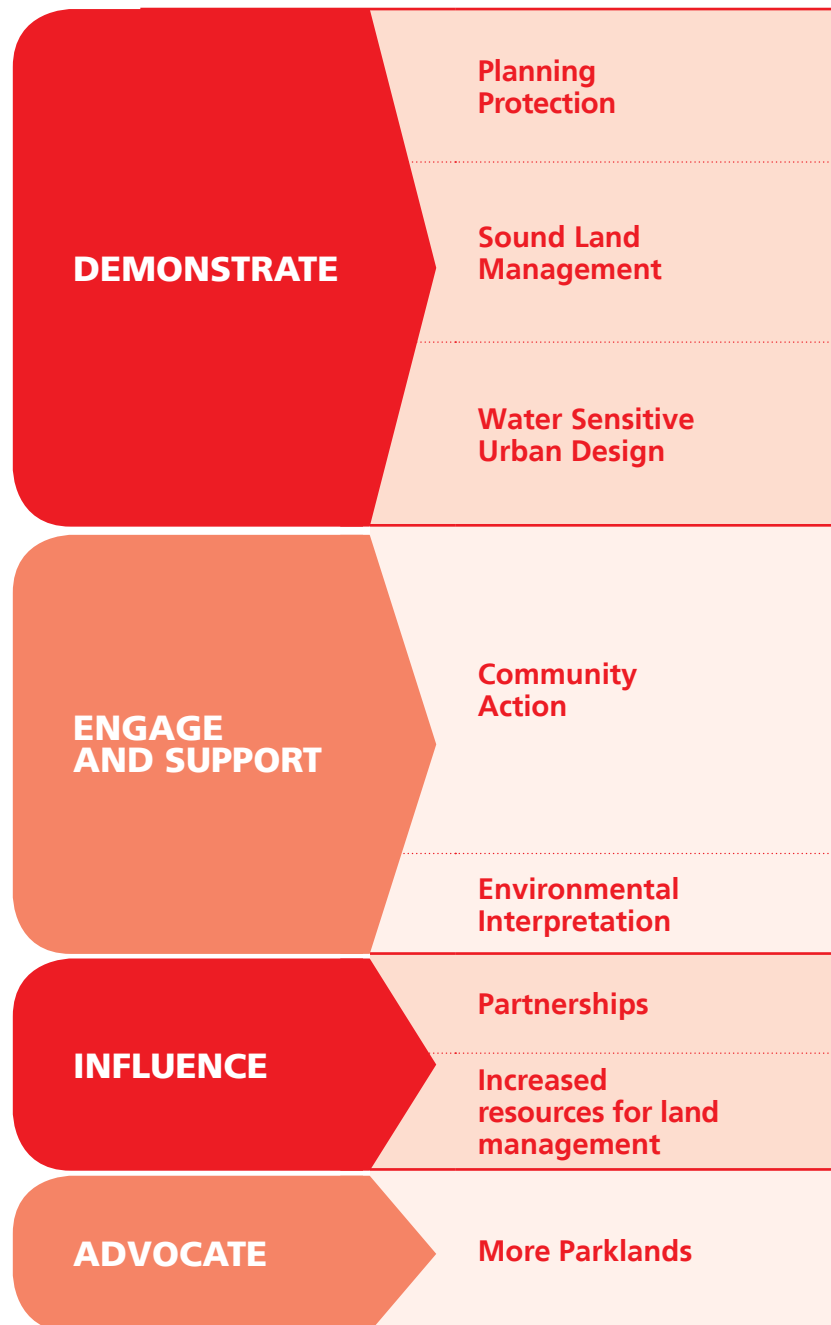 DEMONSTRATE
Planning
Protection
Sound Land
Management
Water Sensitive
Urban Design
ENGAGE
AND SUPPORT
Community
Action
Environmental
Interpretation
INFLUENCE
Partnerships
Increased
resources for land
management
ADVOCATE
More Parklands